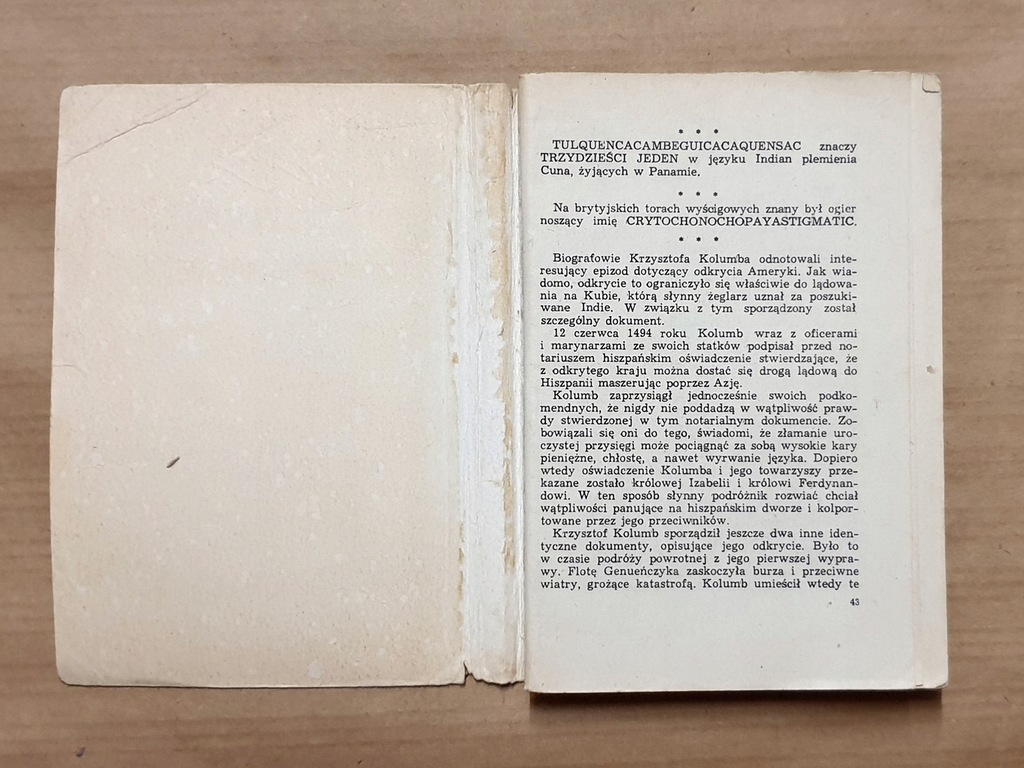 * * *
TULQUENCACAMBEGUICACAQUENSAC znaczy
TRZYDZIEŚCI JEDEN w języku Indian plemienia
Cuna, żyjących w Panamie.
* * *
Na brytyjskich torach wyścigowych znany był ogier
noszący imię CRYTOCHONOCHOPAYASTIGMATIC.
* * *
Biografowie Krzysztofa Kolumba odnotowali inte-
resujący epizod dotyczący odkrycia Ameryki. Jak wia-
domo, odkrycie to ograniczyło się właściwie do lądowa-
nia na Kubie, którą słynny żeglarz uznał za poszuki-
wane Indie. W związku z tym sporządzony został
szczególny dokument.
12 czerwca 1494 roku Kolumb wraz z oficerami
i marynarzami ze swoich statków podpisał przed no-
tariuszem hiszpańskim oświadczenie stwierdzające, że
z odkrytego kraju można dostać się drogą lądową do
Hiszpanii maszerując poprzez Azję.
Kolumb zaprzysiągł jednocześnie swoich podko-
mendnych, że nigdy nie poddadzą w wątpliwość praw-
dy stwierdzonej w tym notarialnym dokumencie. Zo-
bowiązali się oni do tego, świadomi, że złamanie uro-
czystej przysięgi może pociągnąć za sobą wysokie kary
pieniężne, chłostę, a nawet wyrwanie języka. Dopiero
wtedy oświadczenie Kolumba i jego towarzyszy prze-
kazane zostało królowej Izabelii i królowi Ferdynan-
dowi. W ten sposób słynny podróżnik rozwiać chciał
wątpliwości panujące na hiszpańskim dworze i kolpor-
towane przez jego przeciwników.
Krzysztof Kolumb sporządził jeszcze dwa inne iden-
tyczne dokumenty, opisujące jego odkrycie. Było to
w czasie podróży powrotnej z jego pierwszej wypra-
wy. Flotę Genueńczyka zaskoczyła burza i przeciwne
wiatry, grożące katastrofą. Kolumb umieścił wtedy te
43